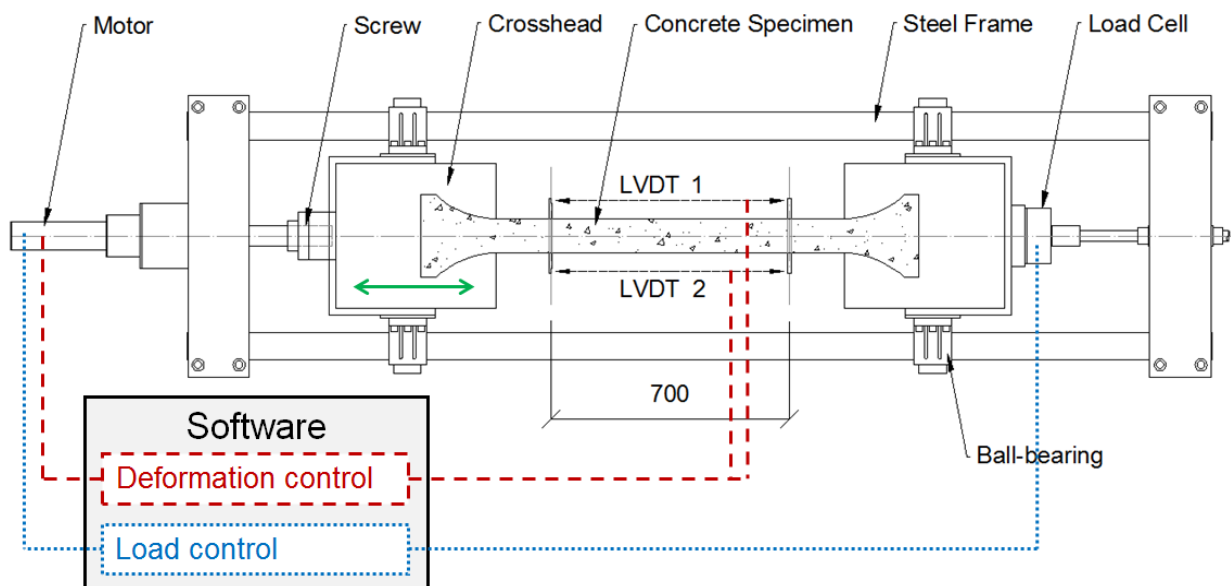 Motor
Screw
Crosshead
Concrete Specimen
Steel Frame
Load Cell
LVDT 1
LVDT 2
700
Ball-bearing
Software
Deformation control
Load control